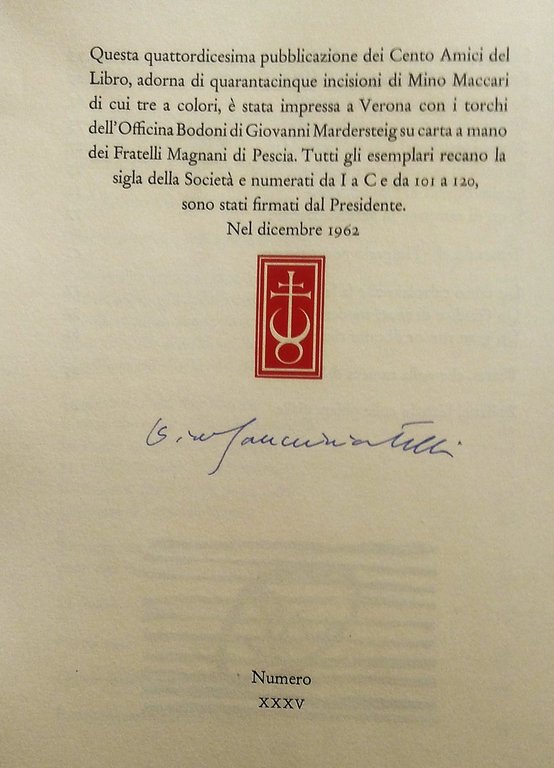 Questa quattordicesima pubblicazione dei Cento Amici del
Libro, adorna di quarantacinque incisioni di Mino Maccari
di cui tre a colori, è stata impressa a Verona con i torchi
dell'Officina Bodoni di Giovanni Mardersteig su carta a mano
dei Fratelli Magnani di Pescia. Tutti gli esemplari recano la
sigla della Società e numerati da I a C e da 101 a 120,
sono stati firmati dal Presidente.
Nel dicembre 1962
Numero
XXXV